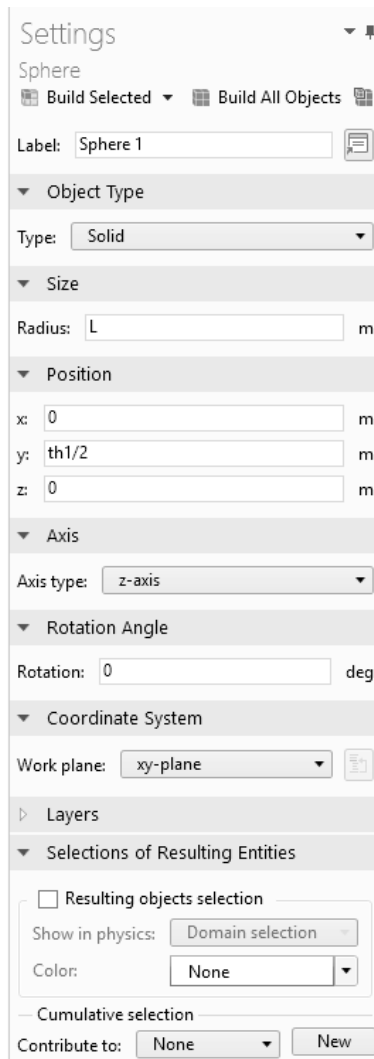 Settings
Sphere
Build Selected Build All Objects
Label: Sphere 1
Object Type
Type: Solid
Size
Radius: L m
Position
x: 0 m
y: th1/2 m
z: 0 m
Axis
Axis type: z-axis
Rotation Angle
Rotation: 0 deg
Coordinate System
Work plane: xy-plane
Layers
Selections of Resulting Entities
Resulting objects selection
Show in physics: Domain selection
Color: None
Cumulative selection
Contribute to: None New